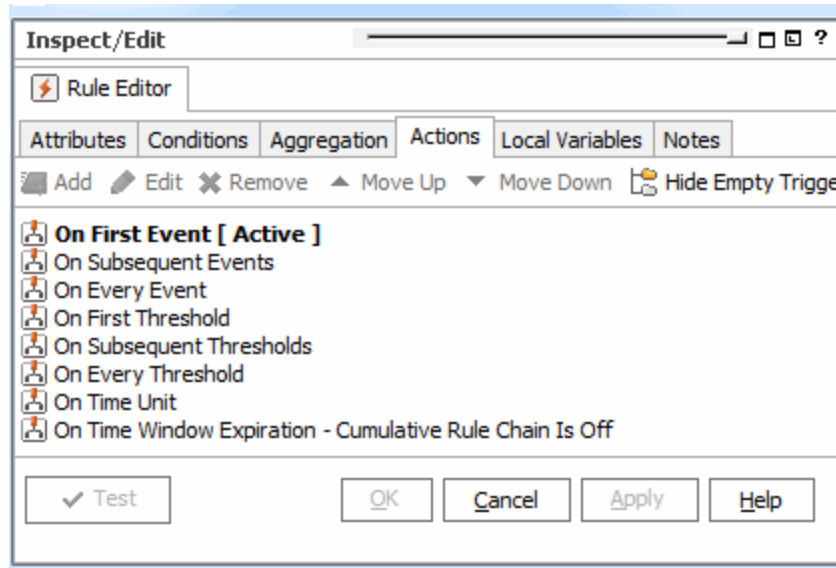 Inspect/Edit ?
Rule Editor
Attributes Conditions Aggregation Actions Local Variables Notes
Add Edit Remove Move Up Move Down Hide Empty Trigge
On First Event [ Active ]
On Subsequent Events
On Every Event
On First Threshold
On Subsequent Thresholds
On Every Threshold
On Time Unit
On Time Window Expiration - Cumulative Rule Chain Is Off
Test OK Cancel Apply Help